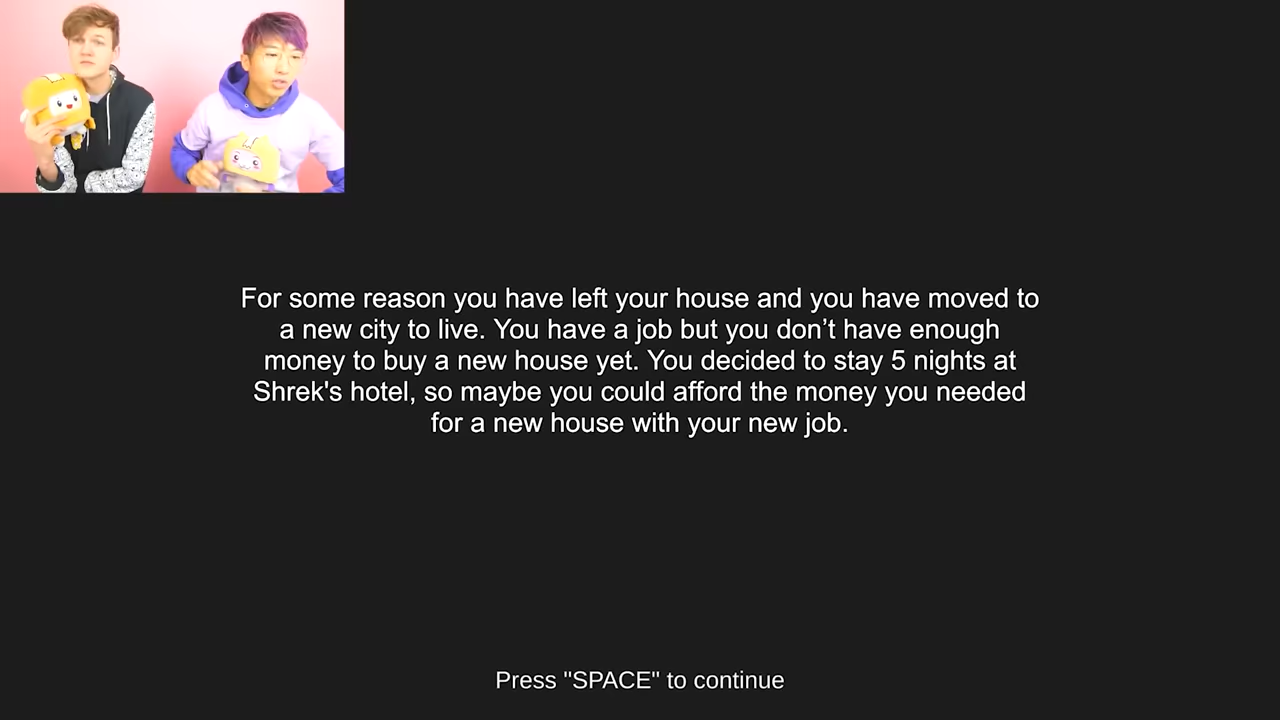 For some reason you have left your house and you have moved to
a new city to live. You have a job but you don’t have enough
money to buy a new house yet. You decided to stay 5 nights at
Shrek's hotel, so maybe you could afford the money you needed
for a new house with your new job.
Press "SPACE" to continue